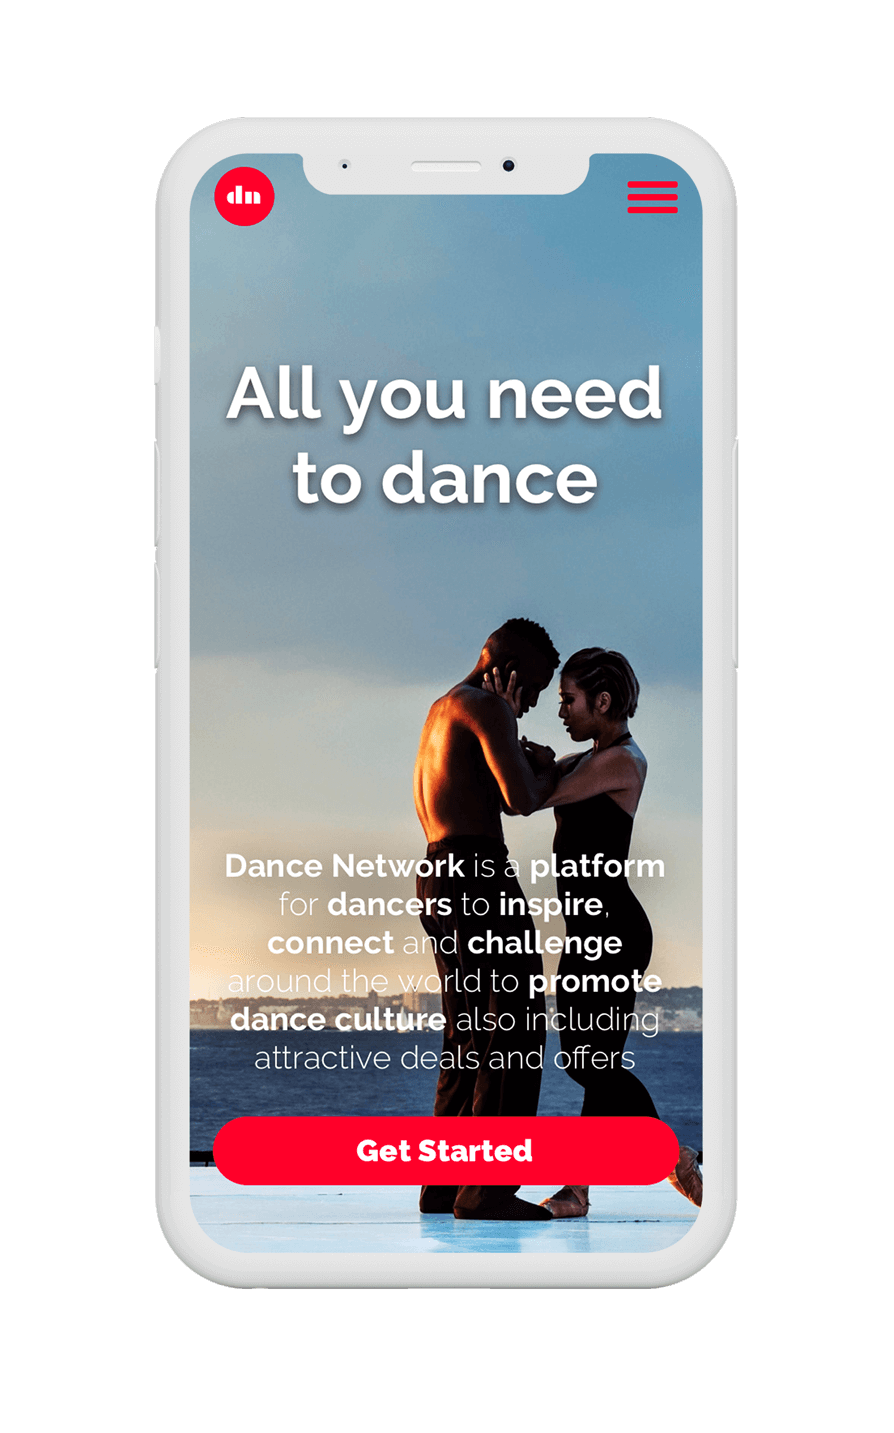 dn
All you need
to dance
Dance Network is a platform
for dancers to inspire,
connect and challenge
around the world to promote
dance culture also including
attractive deals and offers
Get Started